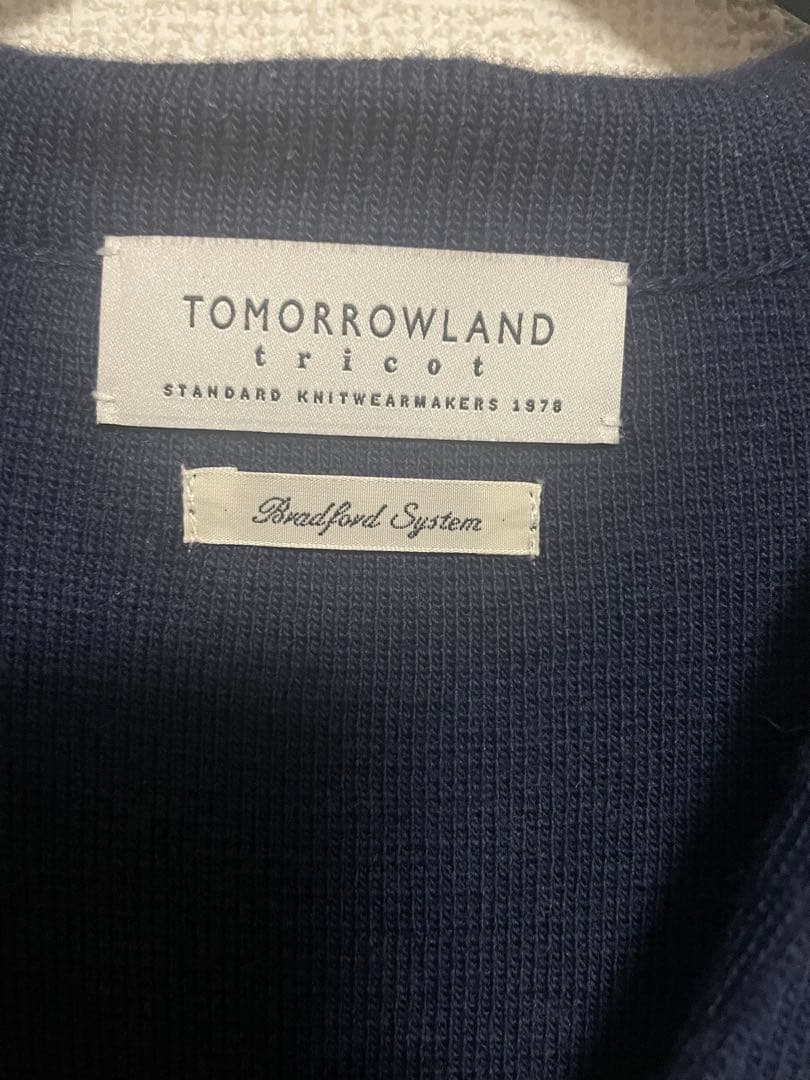 TOMORROWLAND
tricot
STANDARD KNITWEARMAKERS 1978
Bradford System